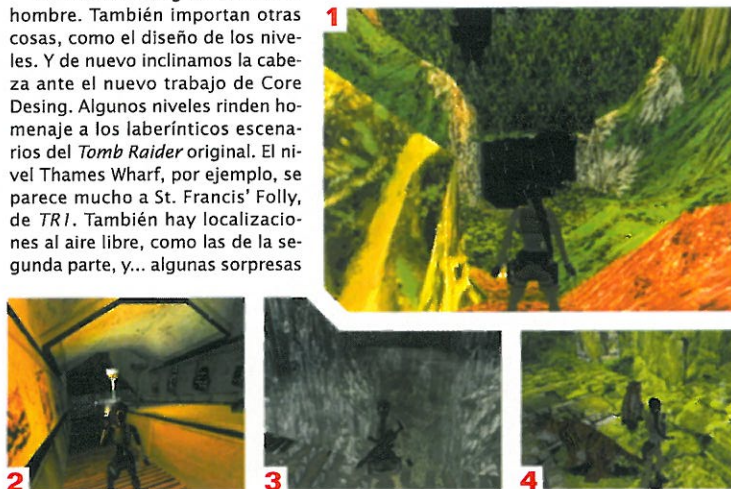 hombre. También importan otras
cosas, como el diseño de los nive-
les. Y de nuevo inclinamos la cabe-
za ante el nuevo trabajo de Core
Desing. Algunos niveles rinden ho-
menaje a los laberínticos escena-
rios del Tomb Raider original. El ni-
vel Thames Wharf, por ejemplo, se
parece mucho a St. Francis' Folly,
de TR1. También hay localizacio-
nes al aire libre, como las de la se-
gunda parte, y... algunas sorpresas
1
2
3
4